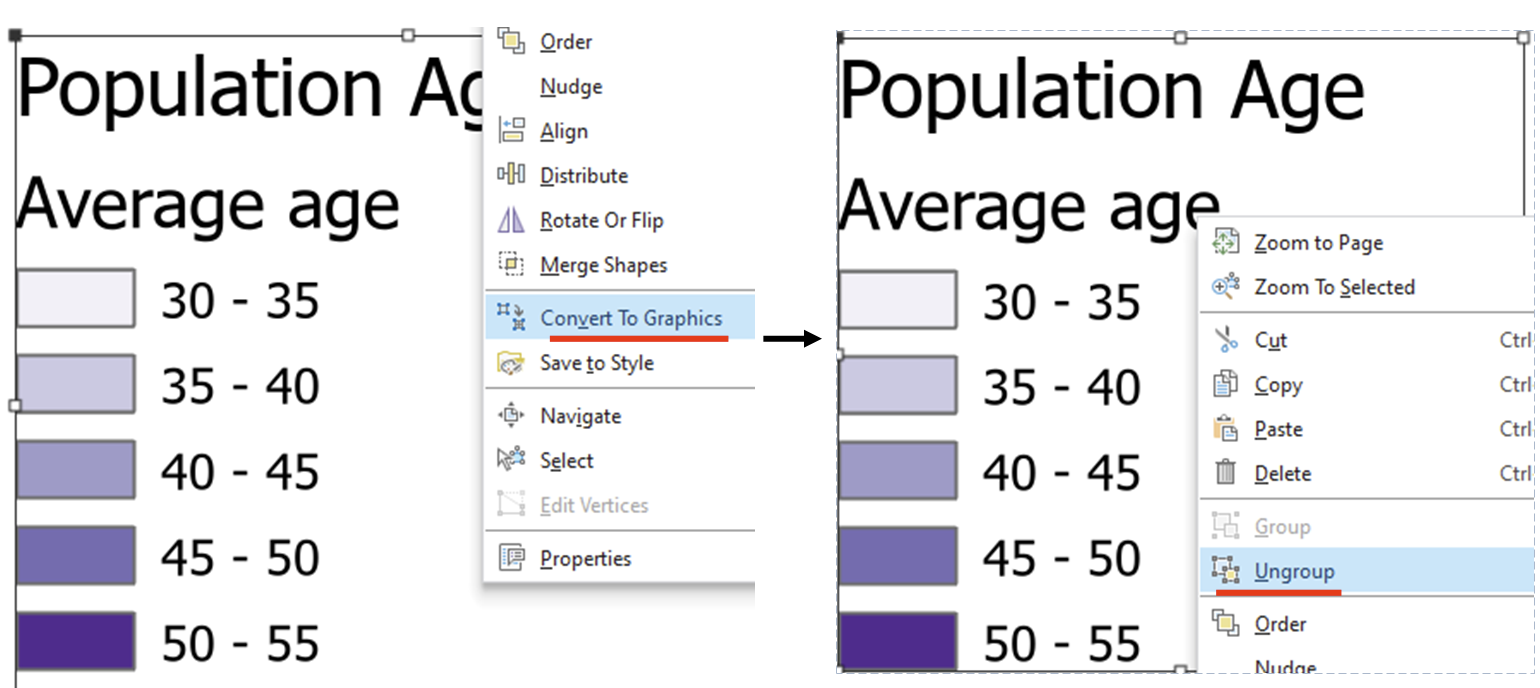 Population Ag
Average age
30 - 35
35 - 40
40 - 45
45 - 50
50 - 55
Order
Nudge
Align
Distribute
Rotate Or Flip
Merge Shapes
Convert To Graphics
Save to Style
Navigate
Select
Edit Vertices
Properties
Population Age
Average age
30 - 35
35 - 40
40 - 45
45 - 50
50 - 55
Zoom to Page
Zoom To Selected
Cut Ctrl
Copy Ctrl
Paste Ctrl
Delete Ctrl
Group
Ungroup
Order
Nudge